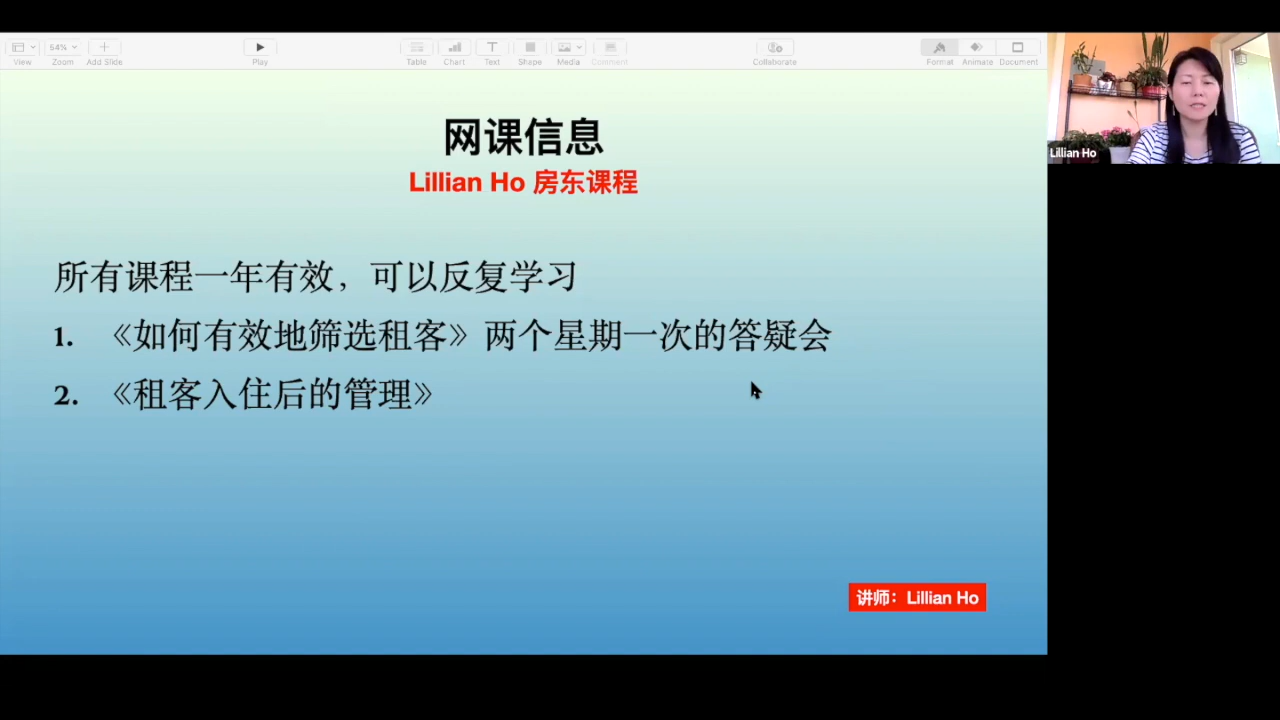 54%
View
Zoom
Add Slide
Play
Table
Chart
Text
Shape
Media
Comment
Collaborate
Format
Animate
Document
Lillian Ho
网课信息
Lillian Ho 房东课程
所有课程一年有效，可以反复学习
1. 《如何有效地筛选租客》两个星期一次的答疑会
2. 《租客入住后的管理》
讲师：Lillian Ho